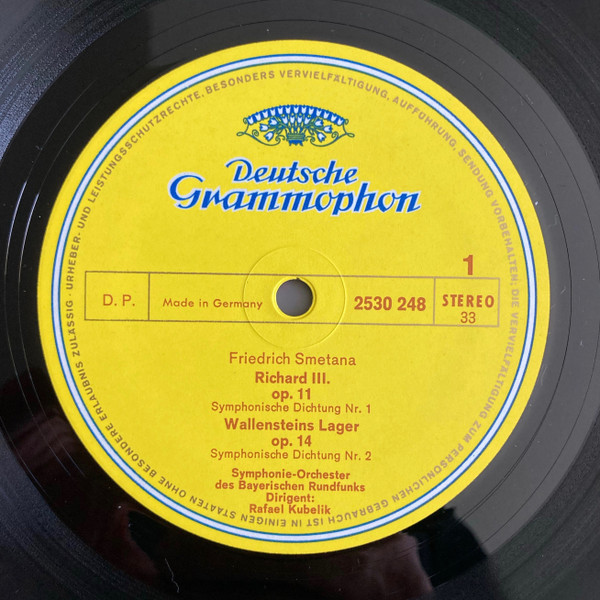 URHEBER- UND LEISTUNGSSCHUTZRECHTE, BESONDERS VERVIELFÄLTIGUNG, AUFFÜHRUNG, SENDUNG VORBEHALTEN; DIE VERVIELFÄLTIGUNG ZUM PERSÖNLICHEN GEBRAUCH IST IN EINIGEN STAATEN OHNE BESONDERE ERLAUBNIS ZULÄSSIG ·
Deutsche
Grammophon
1
D. P.
Made in Germany
2530 248
STEREO
33
Friedrich Smetana
Richard III.
op. 11
Symphonische Dichtung Nr. 1
Wallensteins Lager
op. 14
Symphonische Dichtung Nr. 2
Symphonie-Orchester
des Bayerischen Rundfunks
Dirigent:
Rafael Kubelik